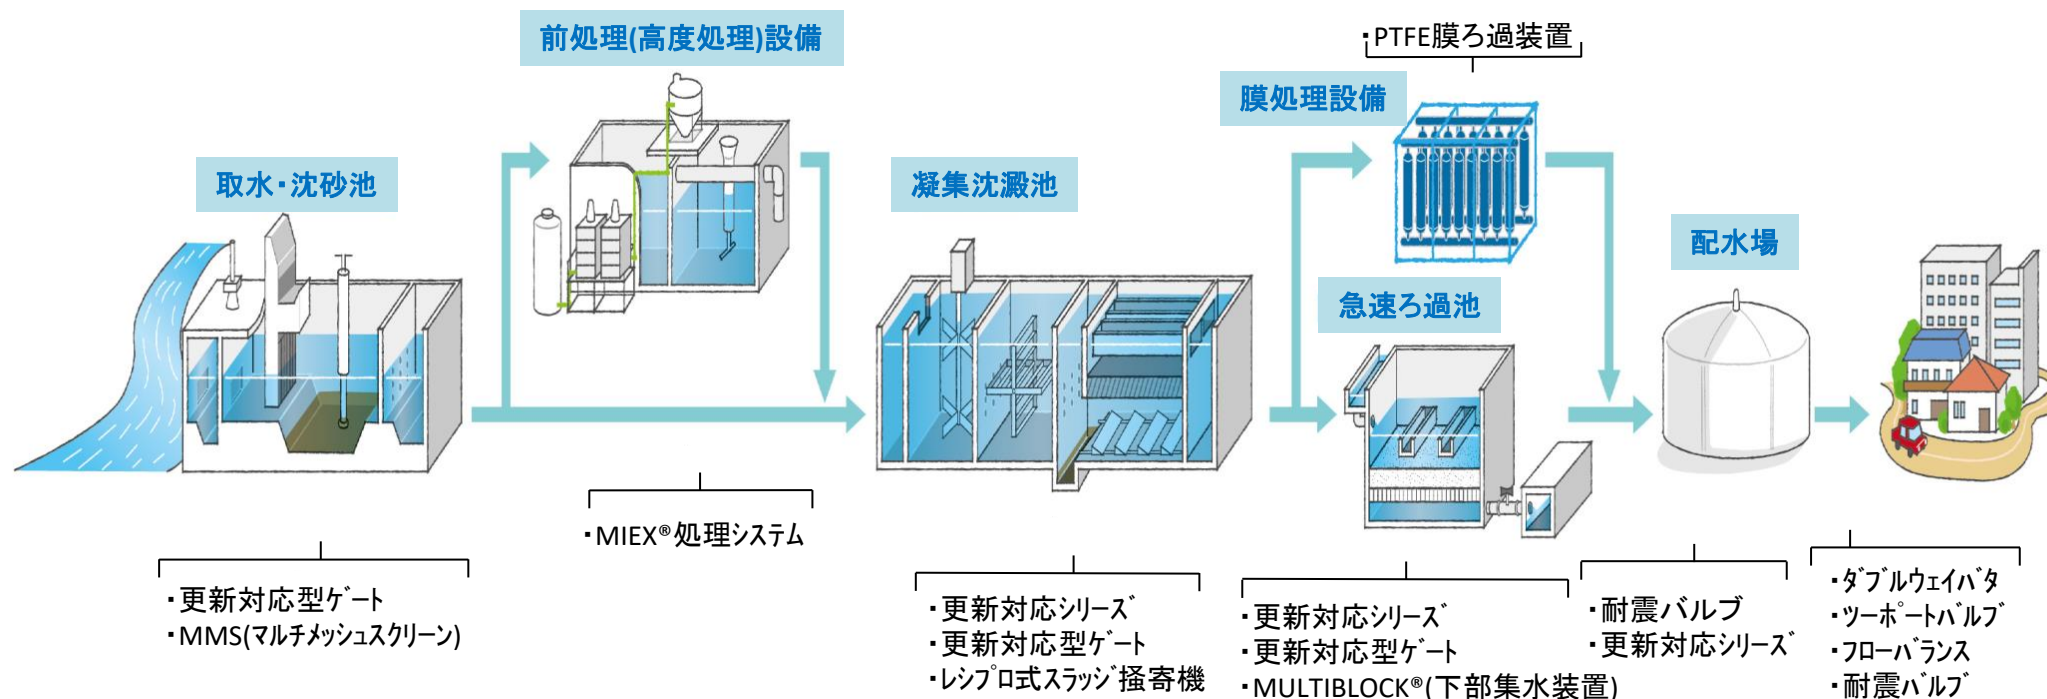 前処理(高度処理)設備
・PTFE膜ろ過装置
膜処理設備
取水・沈砂池
凝集沈澱池
配水場
急速ろ過池
・MIEX®処理システム
・更新対応型ゲート
・MMS(マルチメッシュスクリーン)
・更新対応シリーズ
・更新対応型ゲート
・レシプロ式スラッジ掻寄機
・更新対応シリーズ
・更新対応型ゲート
・MULTIBLOCK®(下部集水装置)
・耐震バルブ
・更新対応シリーズ
・ダブルウェイバタ
・ツーポートバルブ
・フローバランス
・耐震バルブ